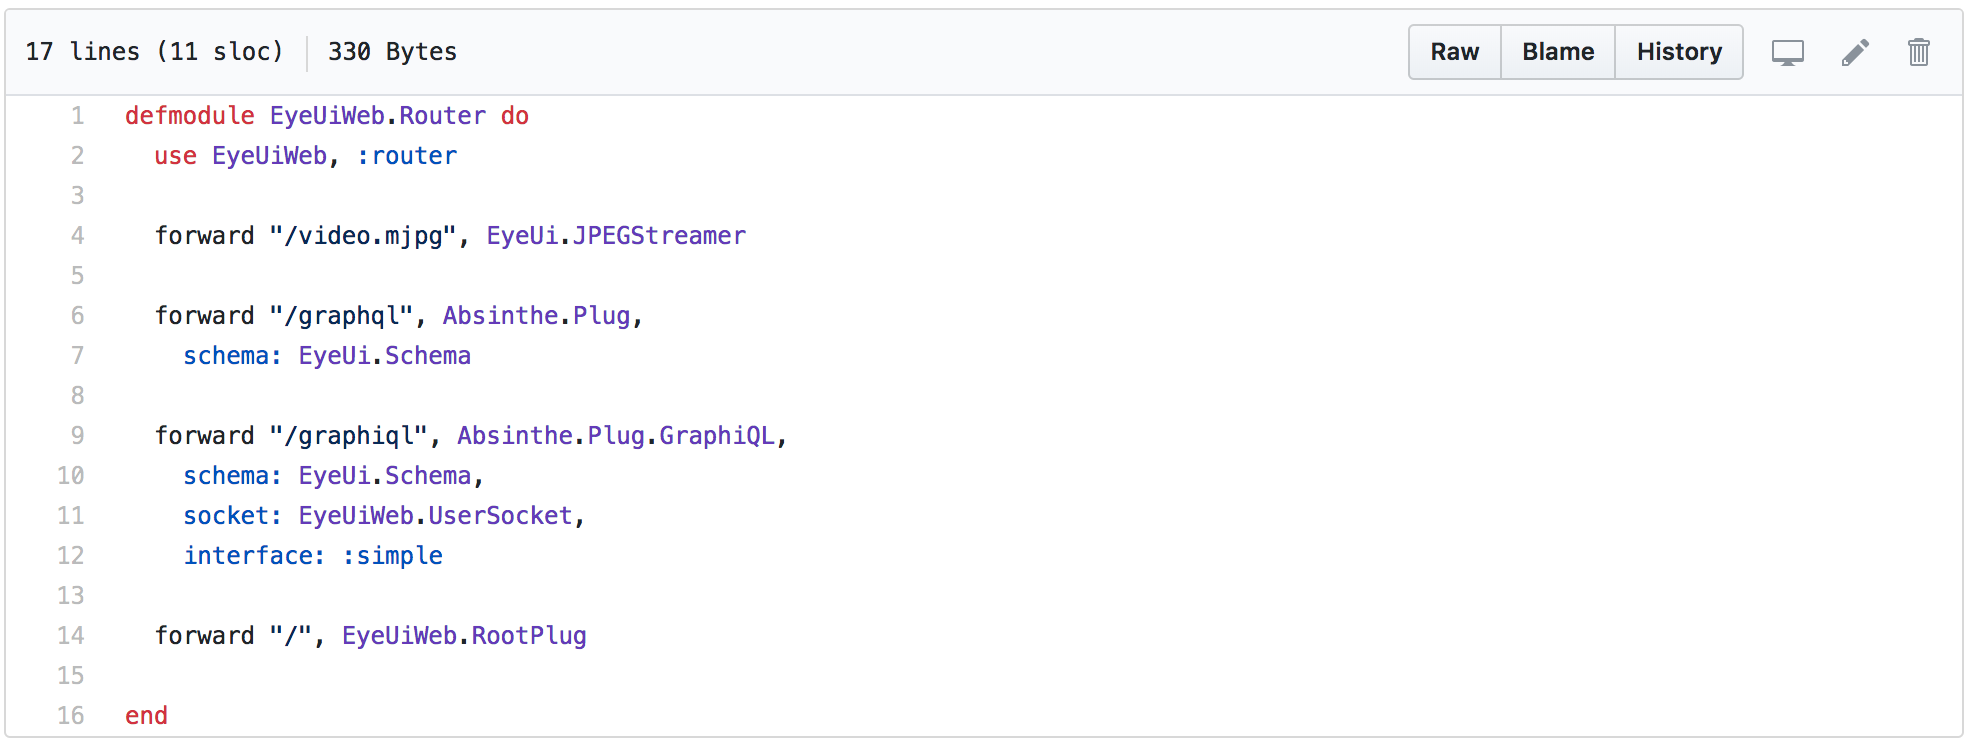 17 lines (11 sloc) 330 Bytes Raw Blame History
1 defmodule EyeUiWeb.Router do
2   use EyeUiWeb, :router
3
4   forward "/video.mjpg", EyeUi.JPEGStreamer
5
6   forward "/graphql", Absinthe.Plug,
7     schema: EyeUi.Schema
8
9   forward "/graphiql", Absinthe.Plug.GraphiQL,
10     schema: EyeUi.Schema,
11     socket: EyeUiWeb.UserSocket,
12     interface: :simple
13
14   forward "/", EyeUiWeb.RootPlug
15
16 end